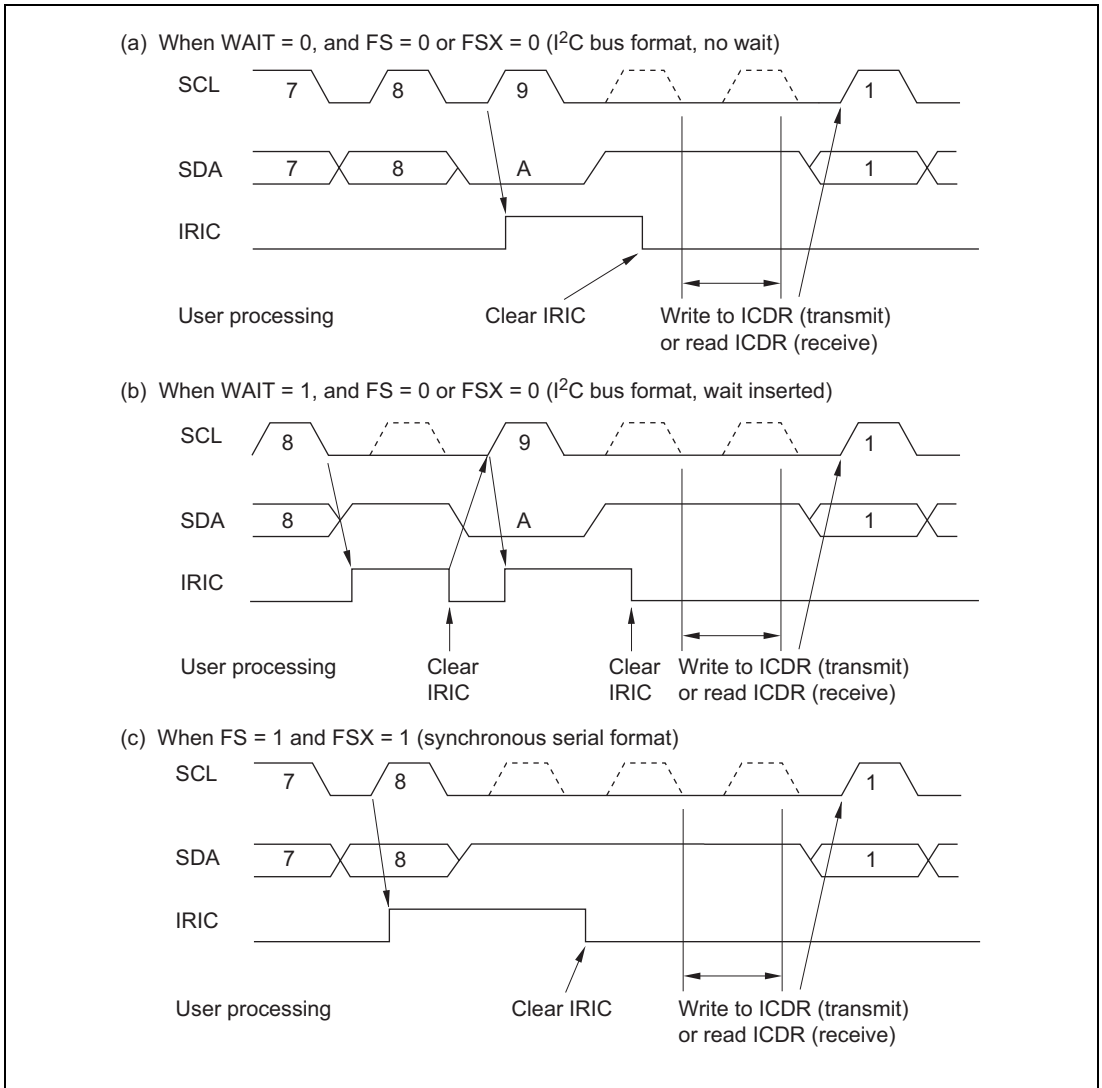 (a) When WAIT = 0, and FS = 0 or FSX = 0 (I²C bus format, no wait)
SCL
7 8 9 1
SDA
7 8 A 1
IRIC
User processing Clear IRIC Write to ICDR (transmit)
or read ICDR (receive)
(b) When WAIT = 1, and FS = 0 or FSX = 0 (I²C bus format, wait inserted)
SCL
8 9 1
SDA
8 A 1
IRIC
User processing Clear Clear Write to ICDR (transmit)
IRIC IRIC or read ICDR (receive)
(c) When FS = 1 and FSX = 1 (synchronous serial format)
SCL
7 8 1
SDA
7 8 1
IRIC
User processing Clear IRIC Write to ICDR (transmit)
or read ICDR (receive)